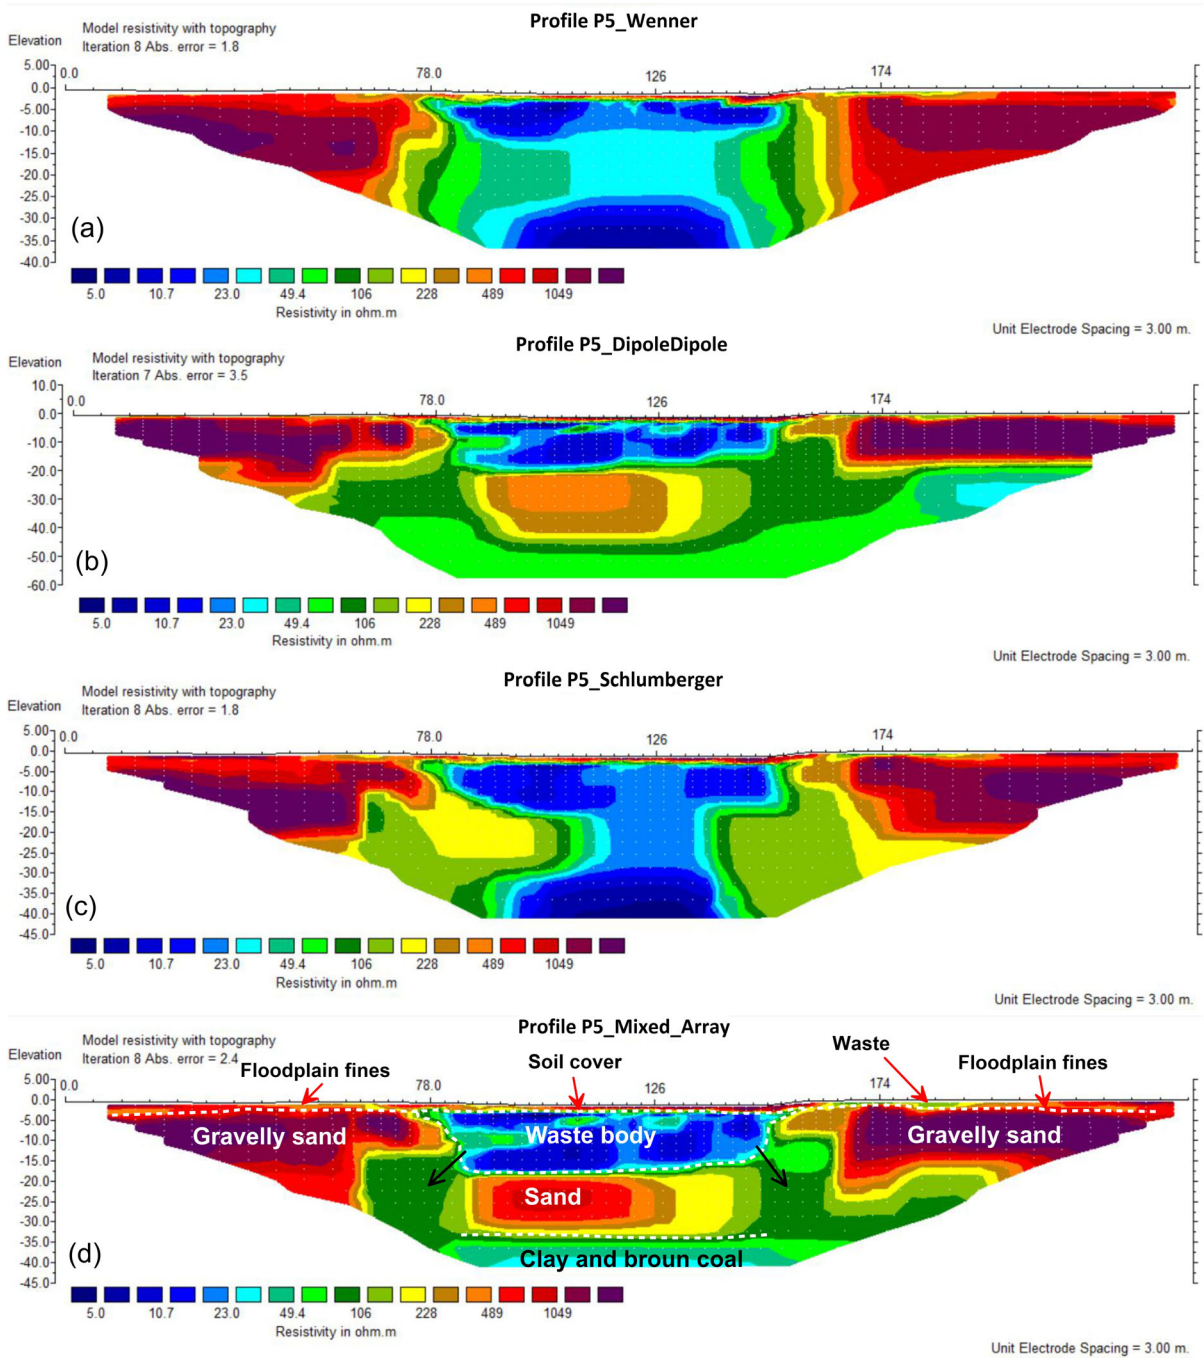 Profile P5_Wenner
Model resistivity with topography
Elevation
Iteration 8 Abs. error = 1.8
5.00
0.0
-5.00
-10.0
-15.0
-20.0
-25.0
-30.0
-35.0
-40.0
0.0 78.0 126 174
(a)
5.0 10.7 23.0 49.4 106 228 489 1049
Resistivity in ohm.m
Unit Electrode Spacing = 3.00 m.
Profile P5_DipoleDipole
Model resistivity with topography
Elevation
Iteration 7 Abs. error = 3.5
10.0
0.0
-10.0
-20.0
-30.0
-40.0
-50.0
-60.0
0.0 78.0 126 174
(b)
5.0 10.7 23.0 49.4 106 228 489 1049
Resistivity in ohm.m
Unit Electrode Spacing = 3.00 m.
Profile P5_Schlumberger
Model resistivity with topography
Elevation
Iteration 8 Abs. error = 1.8
5.00
0.0
-5.00
-10.0
-15.0
-20.0
-25.0
-30.0
-35.0
-40.0
-45.0
0.0 78.0 126 174
(c)
5.0 10.7 23.0 49.4 106 228 489 1049
Resistivity in ohm.m
Unit Electrode Spacing = 3.00 m.
Profile P5_Mixed_Array
Model resistivity with topography
Elevation
Iteration 8 Abs. error = 2.4
Floodplain fines
Soil cover
Waste
Floodplain fines
5.00
0.0
-5.00
-10.0
-15.0
-20.0
-25.0
-30.0
-35.0
-40.0
-45.0
0.0 78.0 126 174
Gravelly sand
Waste body
Gravelly sand
Sand
Clay and broun coal
(d)
5.0 10.7 23.0 49.4 106 228 489 1049
Resistivity in ohm.m
Unit Electrode Spacing = 3.00 m.